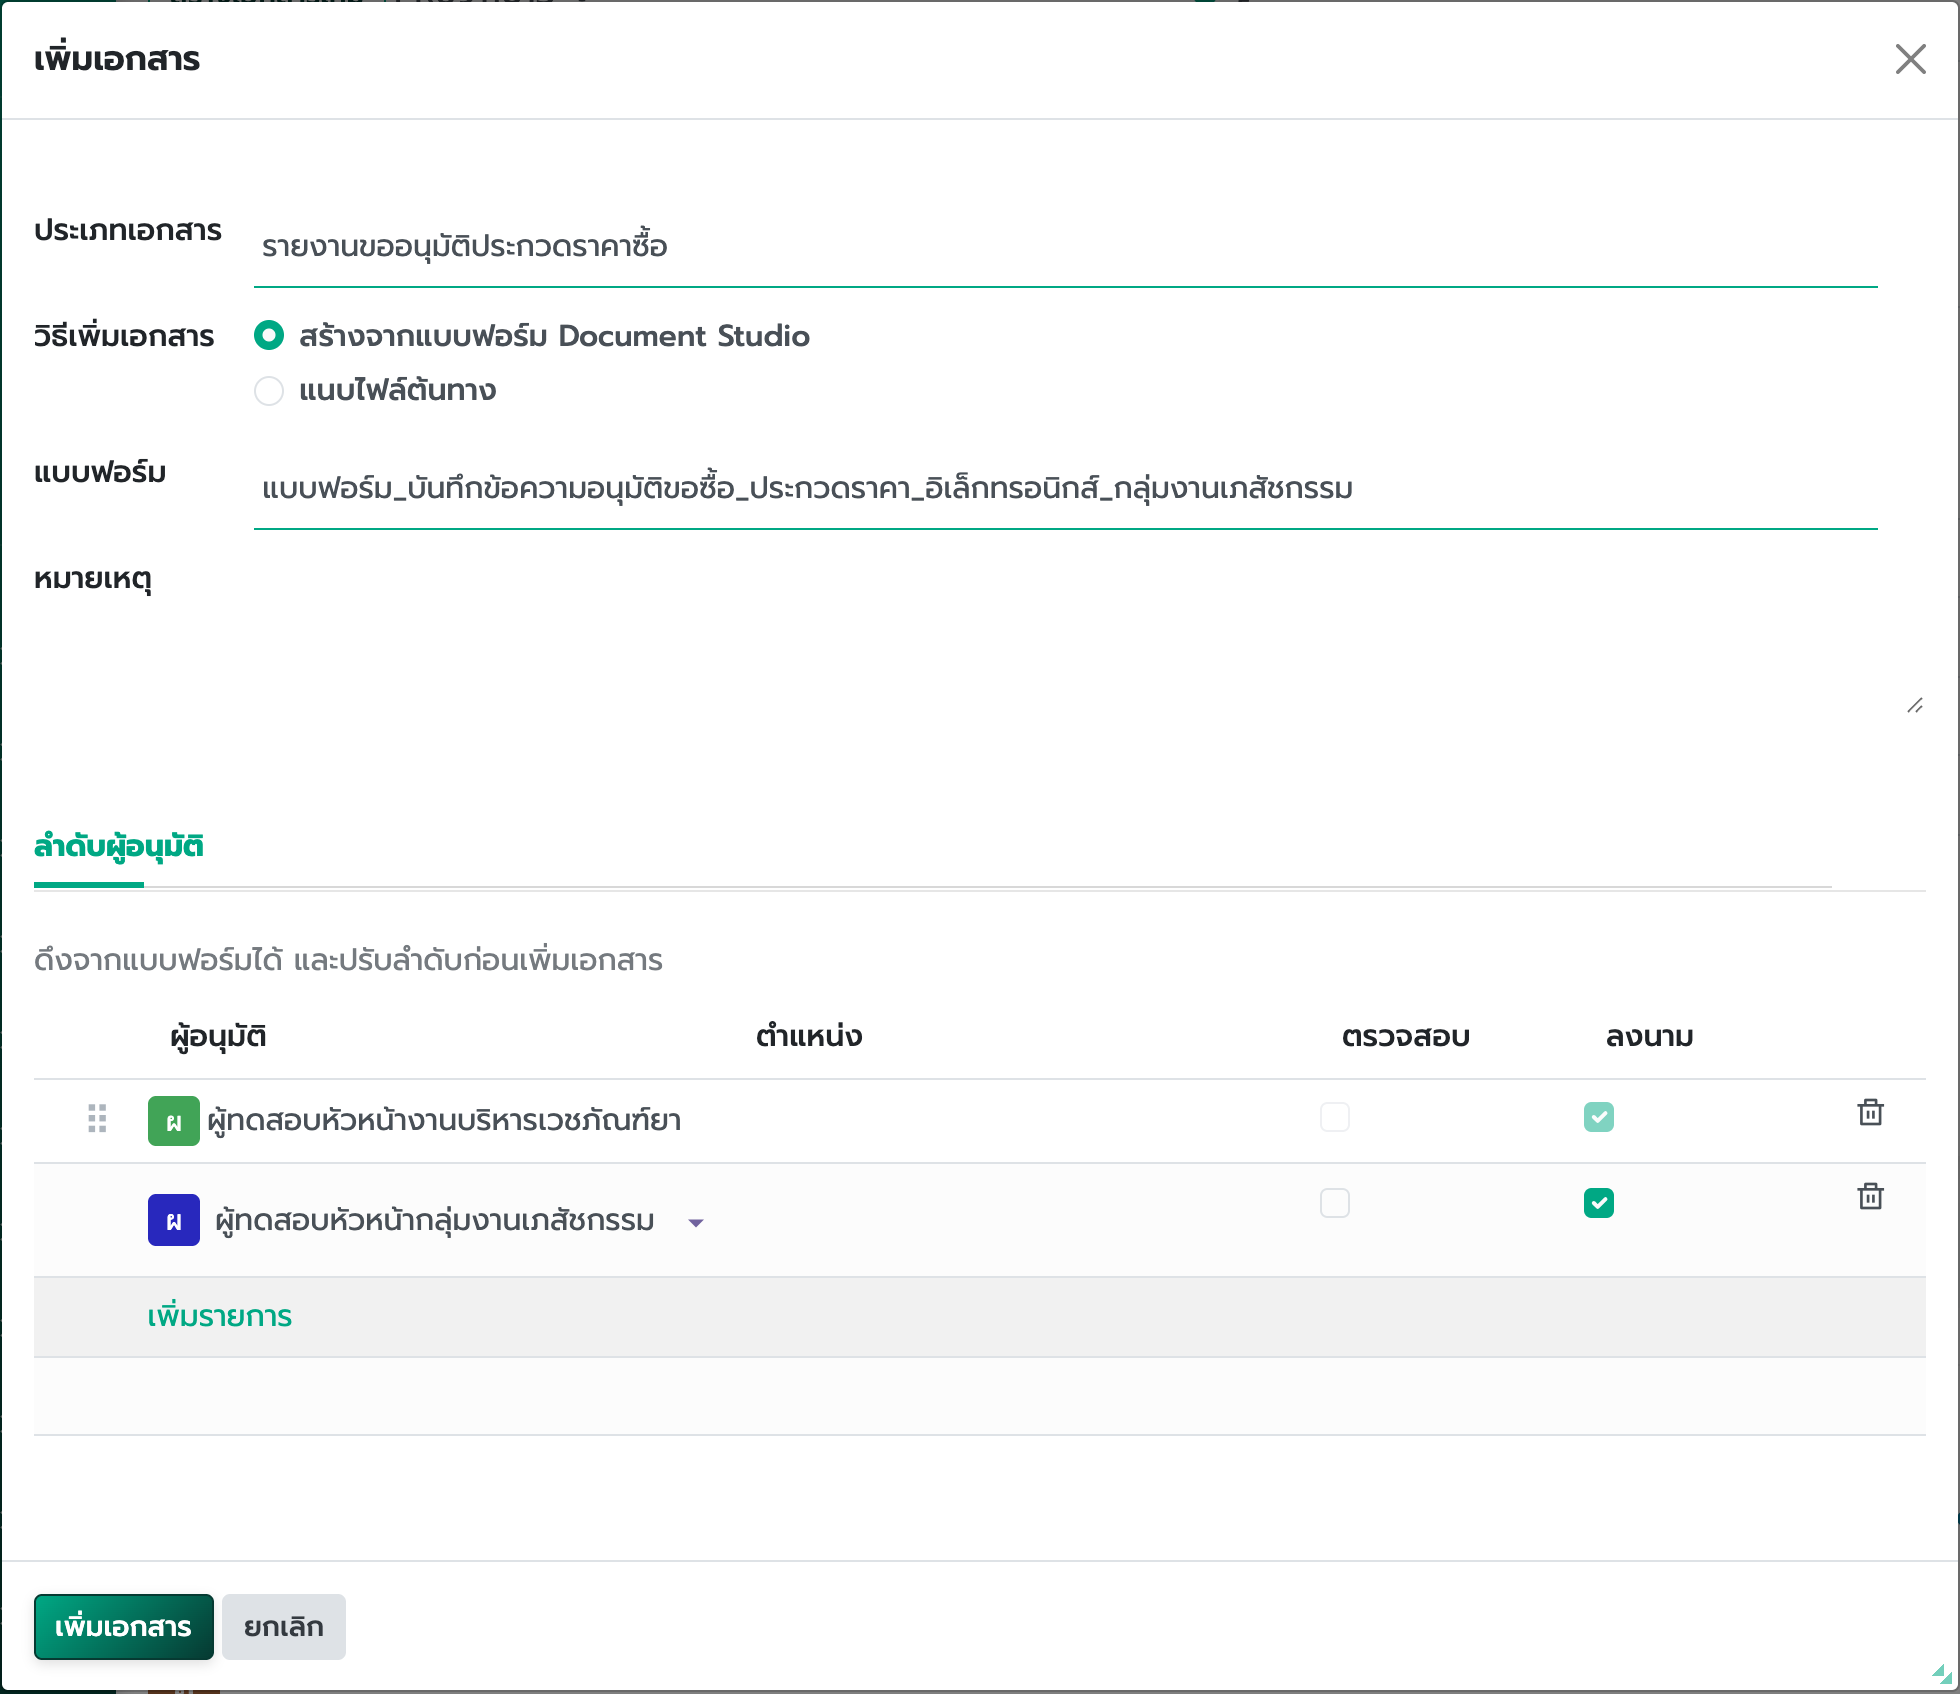 เพิ่มเอกสาร
ประเภทเอกสาร
รายงานขออนุมัติประกวดราคาซื้อ
วิธีเพิ่มเอกสาร
สร้างจากแบบฟอร์ม Document Studio
แนบไฟล์ต้นทาง
แบบฟอร์ม
แบบฟอร์ม_บันทึกข้อความอนุมัติขอซื้อ_ประกวดราคา_อิเล็กทรอนิกส์_กลุ่มงานเภสัชกรรม
หมายเหตุ
ลำดับผู้อนุมัติ
ดึงจากแบบฟอร์มได้ และปรับลำดับก่อนเพิ่มเอกสาร
ผู้อนุมัติ ตำแหน่ง ตรวจสอบ ลงนาม
ผ ผู้ทดสอบหัวหน้างานบริหารเวชภัณฑ์ยา
ผ ผู้ทดสอบหัวหน้ากลุ่มงานเภสัชกรรม
เพิ่มรายการ
เพิ่มเอกสาร ยกเลิก